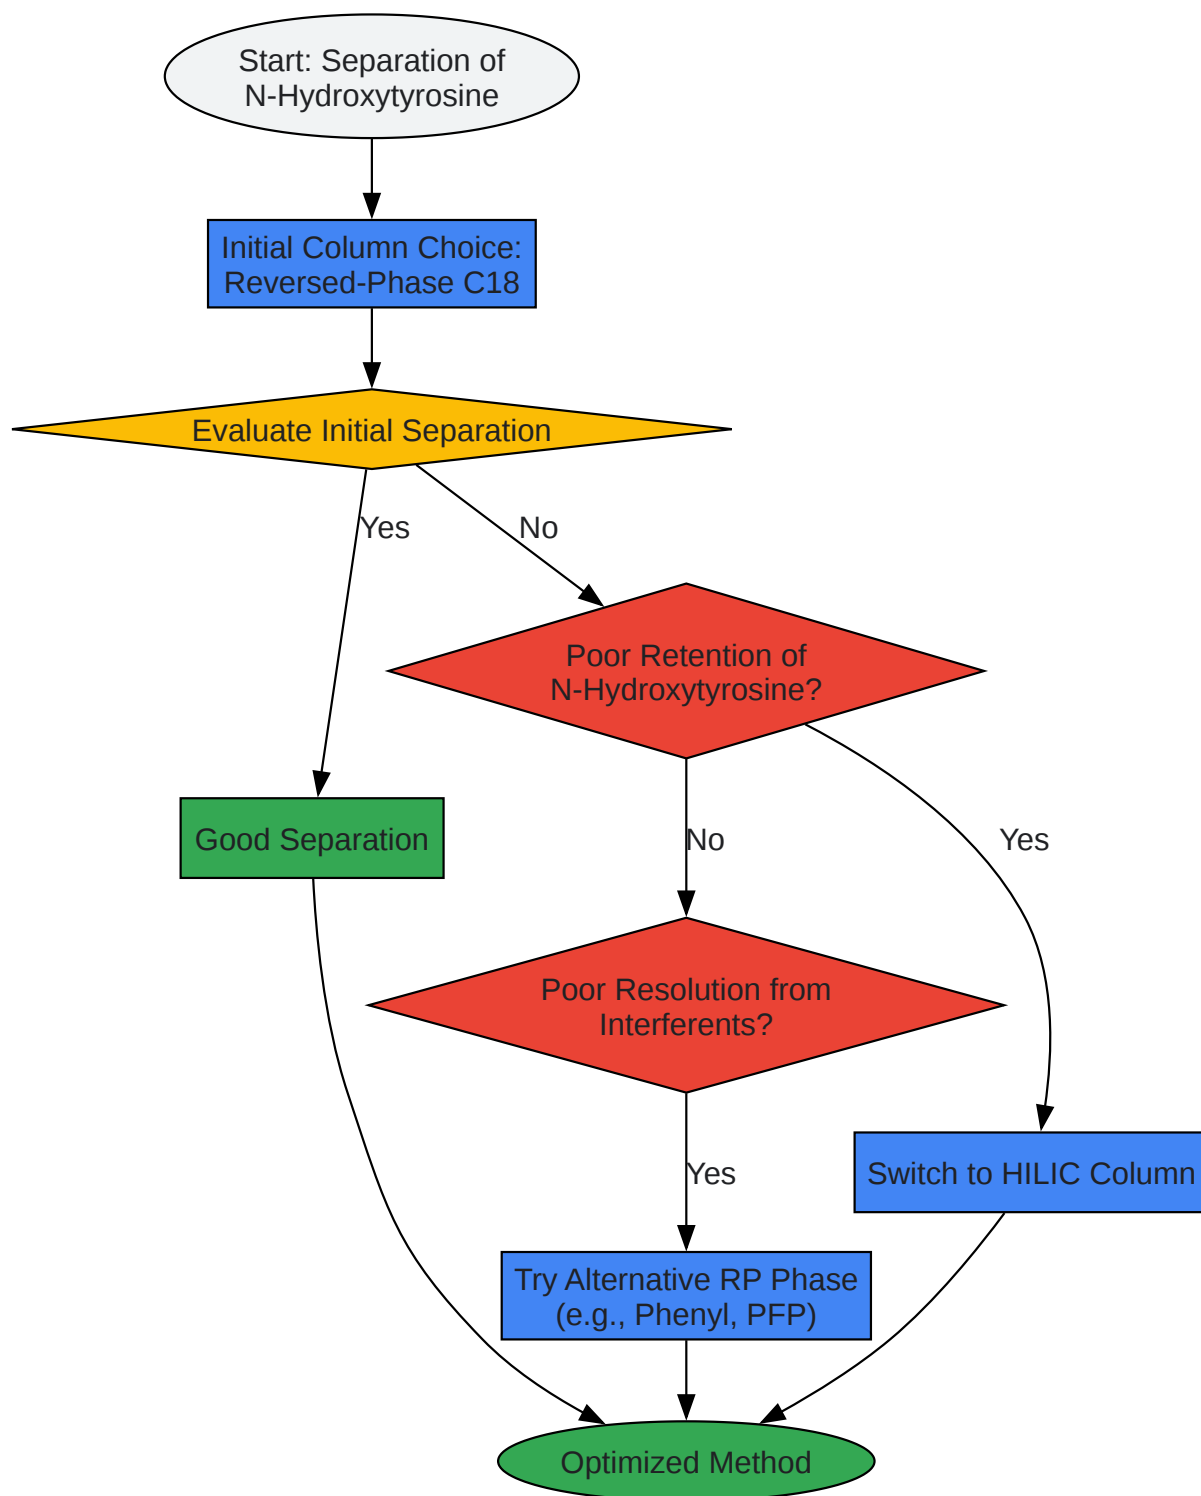 Start: Separation of
N-Hydroxytyrosine
Initial Column Choice:
Reversed-Phase C18
Evaluate Initial Separation
Yes
No
Poor Retention of
N-Hydroxytyrosine?
Good Separation
No
Yes
Poor Resolution from
Interferents?
Yes
Switch to HILIC Column
Try Alternative RP Phase
(e.g., Phenyl, PFP)
Optimized Method